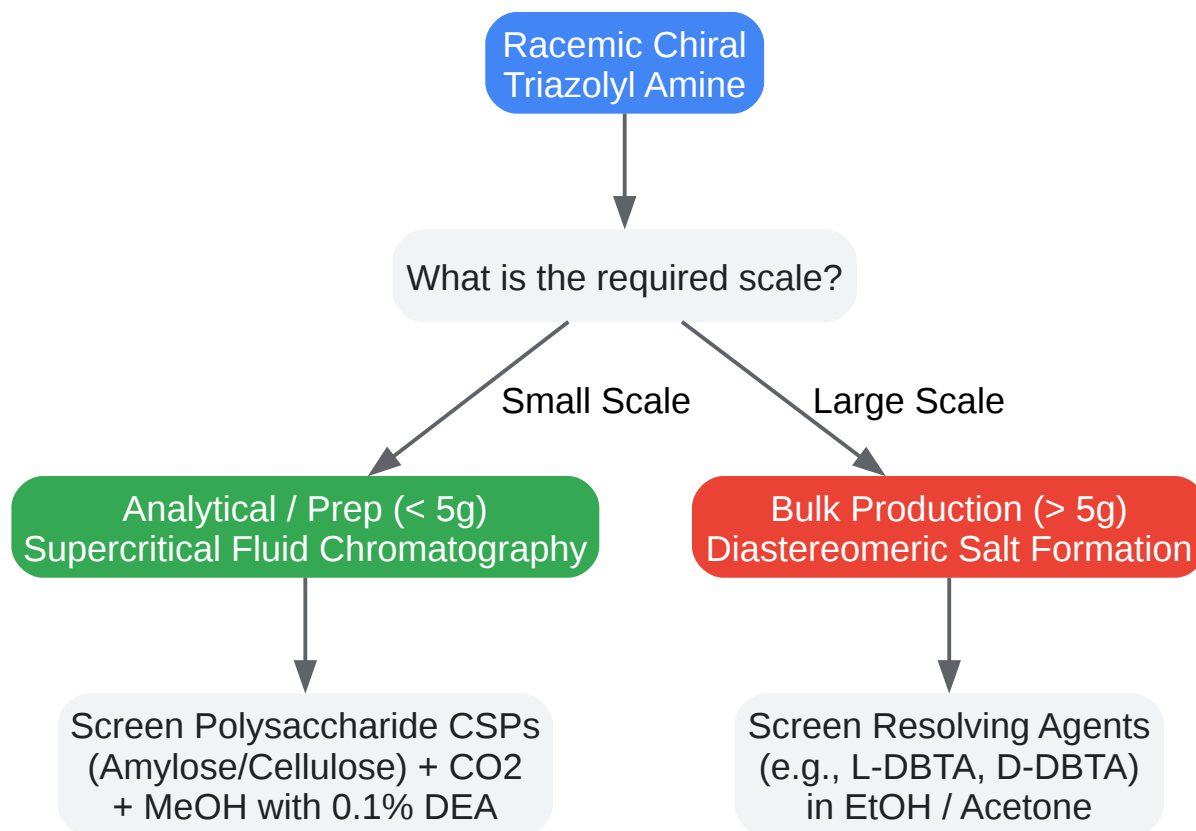 Racemic Chiral
Triazolyl Amine
What is the required scale?
Small Scale
Large Scale
Analytical / Prep (< 5g)
Supercritical Fluid Chromatography
Bulk Production (> 5g)
Diastereomeric Salt Formation
Screen Polysaccharide CSPs
(Amylose/Cellulose) + CO2
+ MeOH with 0.1% DEA
Screen Resolving Agents
(e.g., L-DBTA, D-DBTA)
in EtOH / Acetone